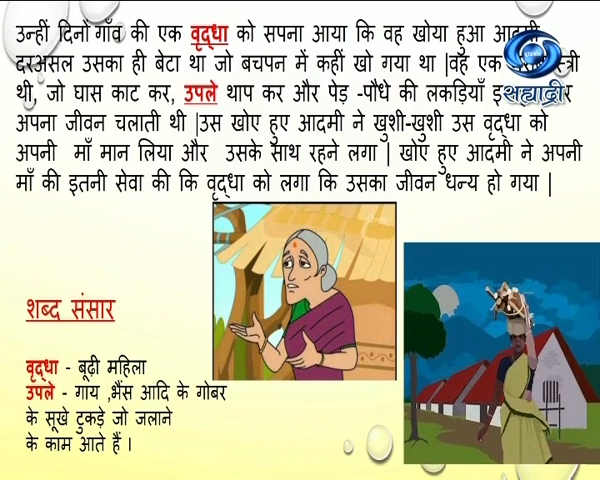 उन्हीं दिनों गाँव की एक वृद्धा को सपना आया कि वह खोया हुआ आदमी
दरअसल उसका ही बेटा था जो बचपन में कहीं खो गया था |वह एक स्त्री
थी, जो घास काट कर, उपले थाप कर और पेड़ -पौधे की लकड़ियाँ
सह्याद्री
अपना जीवन चलाती थी |उस खोए हुए आदमी ने खुशी-खुशी उस वृद्धा को
अपनी माँ मान लिया और उसके साथ रहने लगा | खोए हुए आदमी ने अपनी
माँ की इतनी सेवा की कि वृद्धा को लगा कि उसका जीवन धन्य हो गया |
शब्द संसार
वृद्धा - बूढ़ी महिला
उपले - गाय ,भैंस आदि के गोबर
के सूखे टुकड़े जो जलाने
के काम आते हैं ।